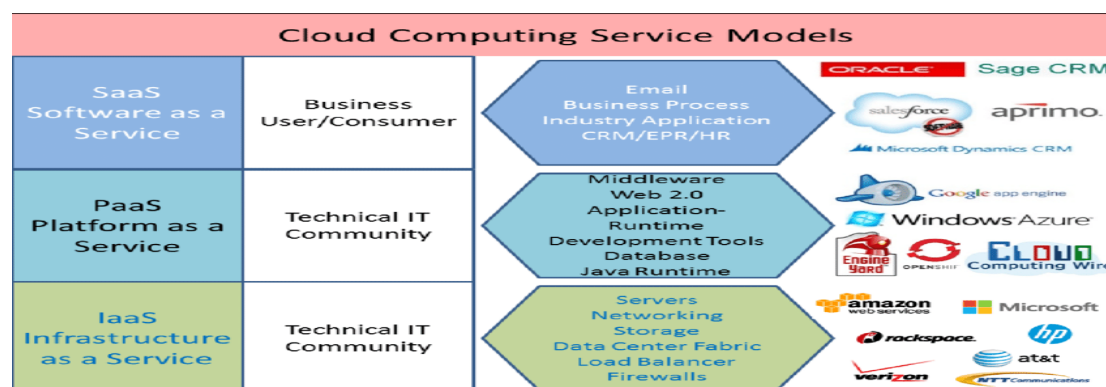 Cloud Computing Service Models
SaaS
Software as a
Service
Business
User/Consumer
Email
Business Process
Industry Application
CRM/EPR/HR
ORACLE
Sage CRM
salesforce
SOFTWARE
aprimo.
Microsoft Dynamics CRM
PaaS
Platform as a
Service
Technical IT
Community
Middleware
Web 2.0
Application-
Runtime
Development Tools
Database
Java Runtime
Google app engine
Windows Azure
Engine
Yard
OPENSHIFT
CLOUD
Computing Wire
IaaS
Infrastructure
as a Service
Technical IT
Community
Servers
Networking
Storage
Data Center Fabric
Load Balancer
Firewalls
amazon
web services
Microsoft
rackspace.
hp
at&t
verizon
NTT Communications